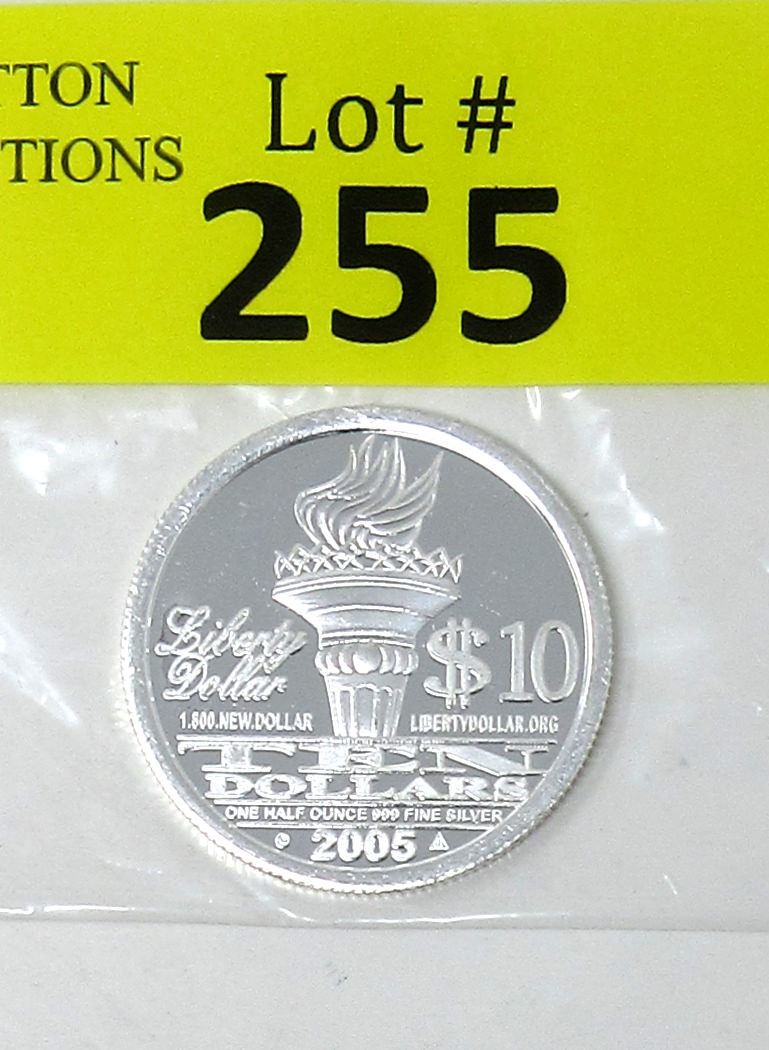 TTON
TIONS
Lot #
255
Liberty
Dollar
$10
1.800.NEW.DOLLAR
LIBERTYDOLLAR.ORG
TEN
DOLLARS
ONE HALF OUNCE 999 FINE SILVER
2005